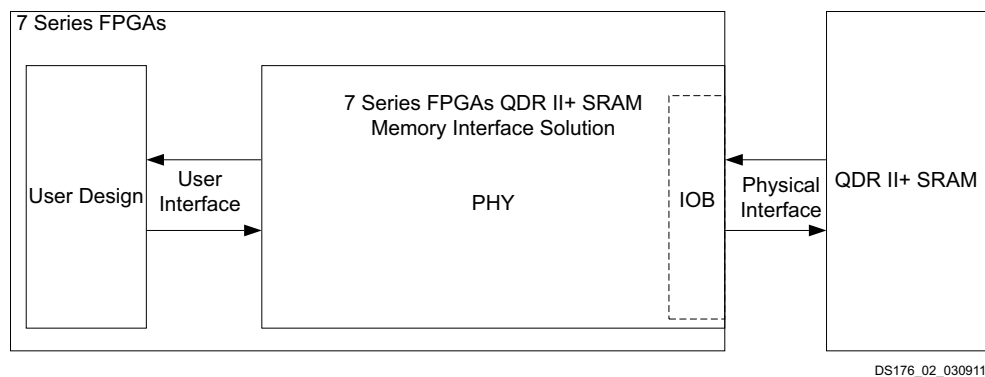 7 Series FPGAs
7 Series FPGAs QDR II+ SRAM
Memory Interface Solution
User Design
User
Interface
PHY
IOB
Physical
Interface
QDR II+ SRAM
DS176_02_030911